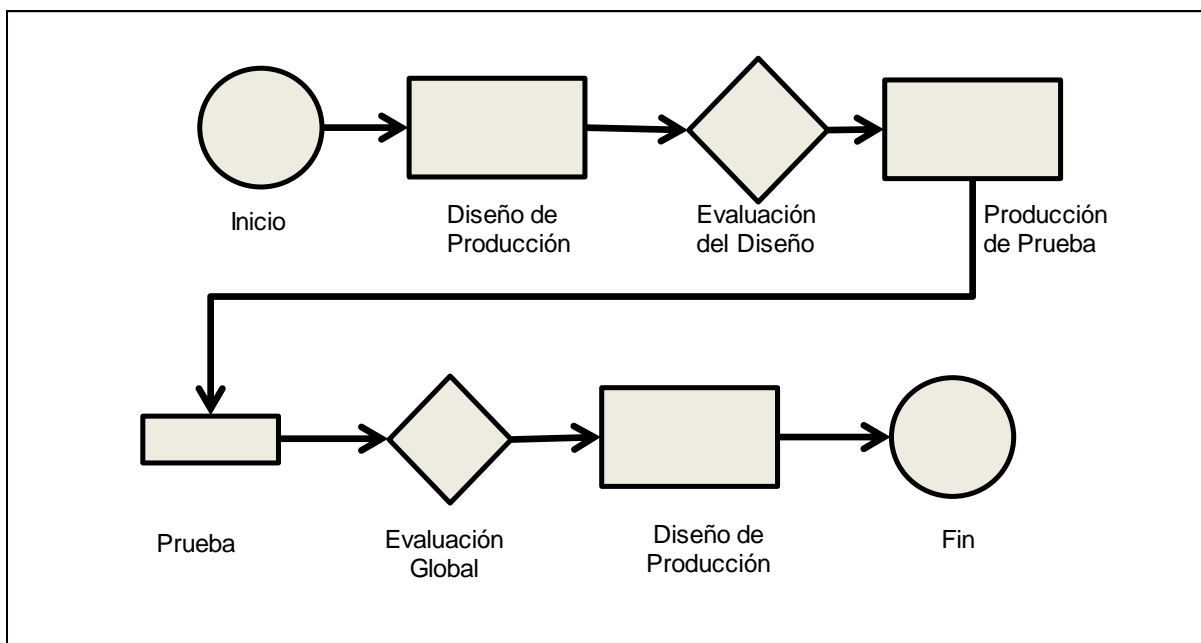 Inicio
Diseño de
Producción
Evaluación
del Diseño
Producción
de Prueba
Prueba
Evaluación
Global
Diseño de
Producción
Fin